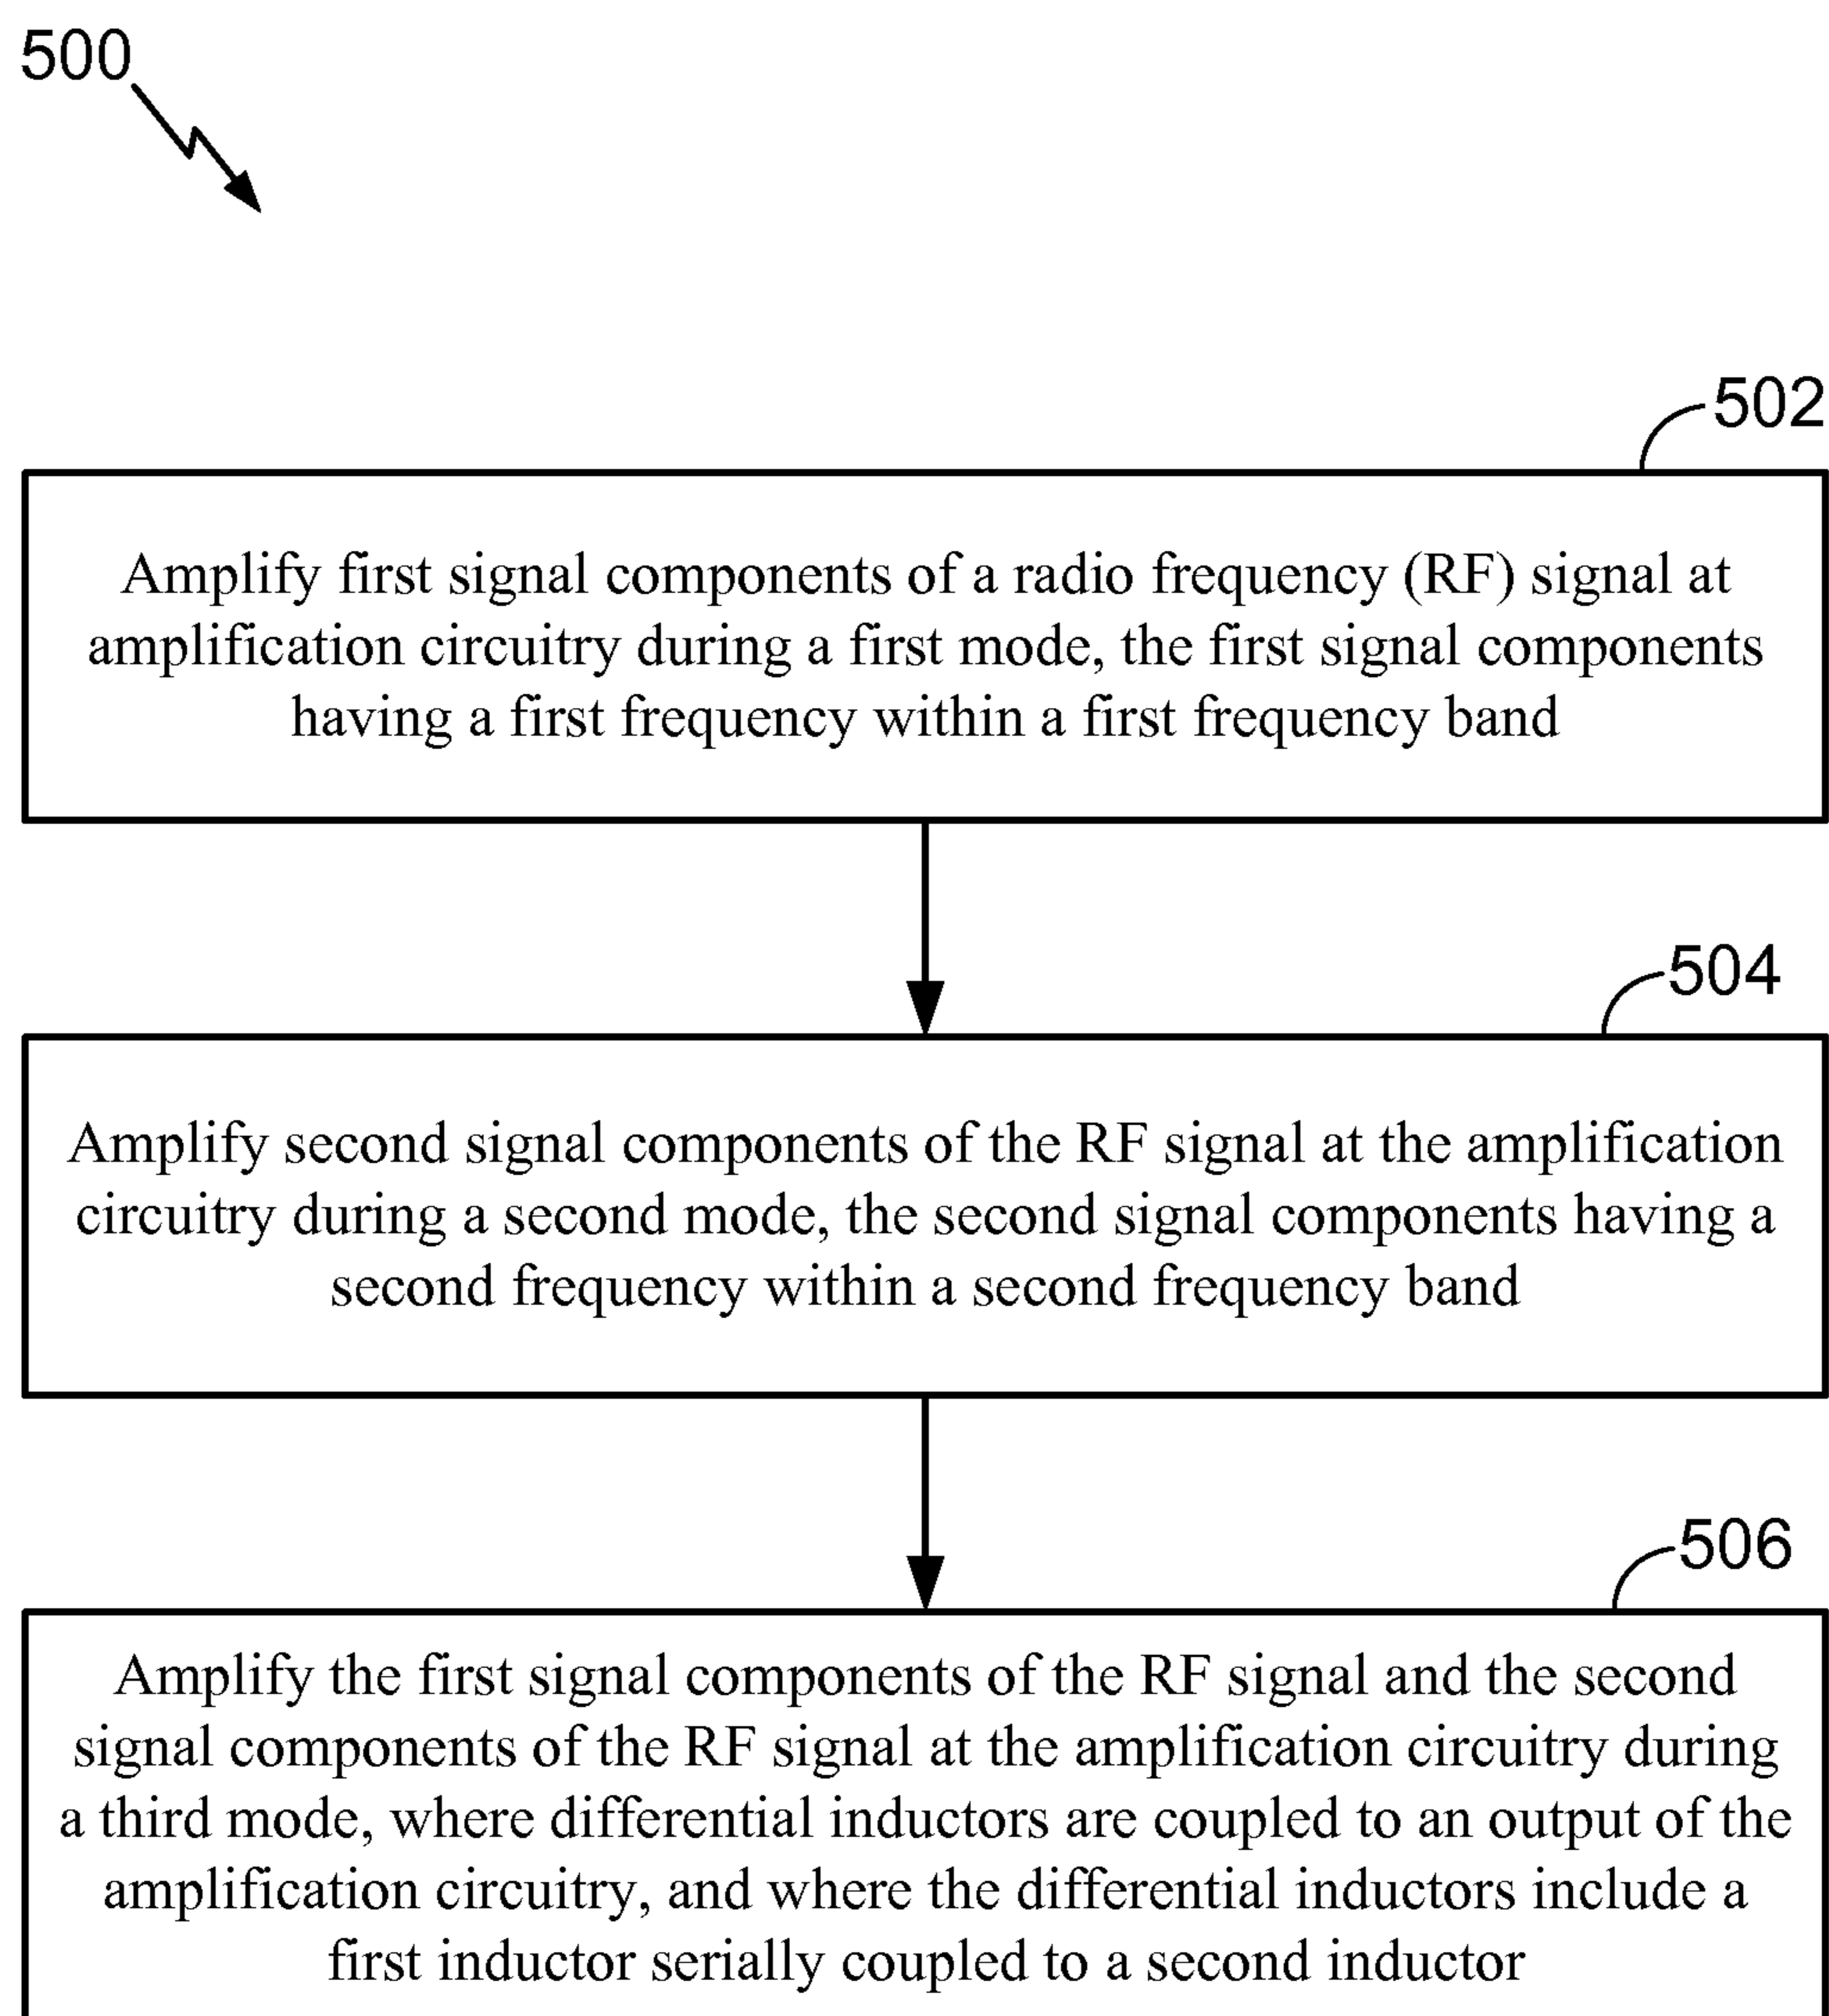 500
502
Amplify first signal components of a radio frequency (RF) signal at
amplification circuitry during a first mode, the first signal components
having a first frequency within a first frequency band
504
Amplify second signal components of the RF signal at the amplification
circuitry during a second mode, the second signal components having a
second frequency within a second frequency band
506
Amplify the first signal components of the RF signal and the second
signal components of the RF signal at the amplification circuitry during
a third mode, where differential inductors are coupled to an output of the
amplification circuitry, and where the differential inductors include a
first inductor serially coupled to a second inductor